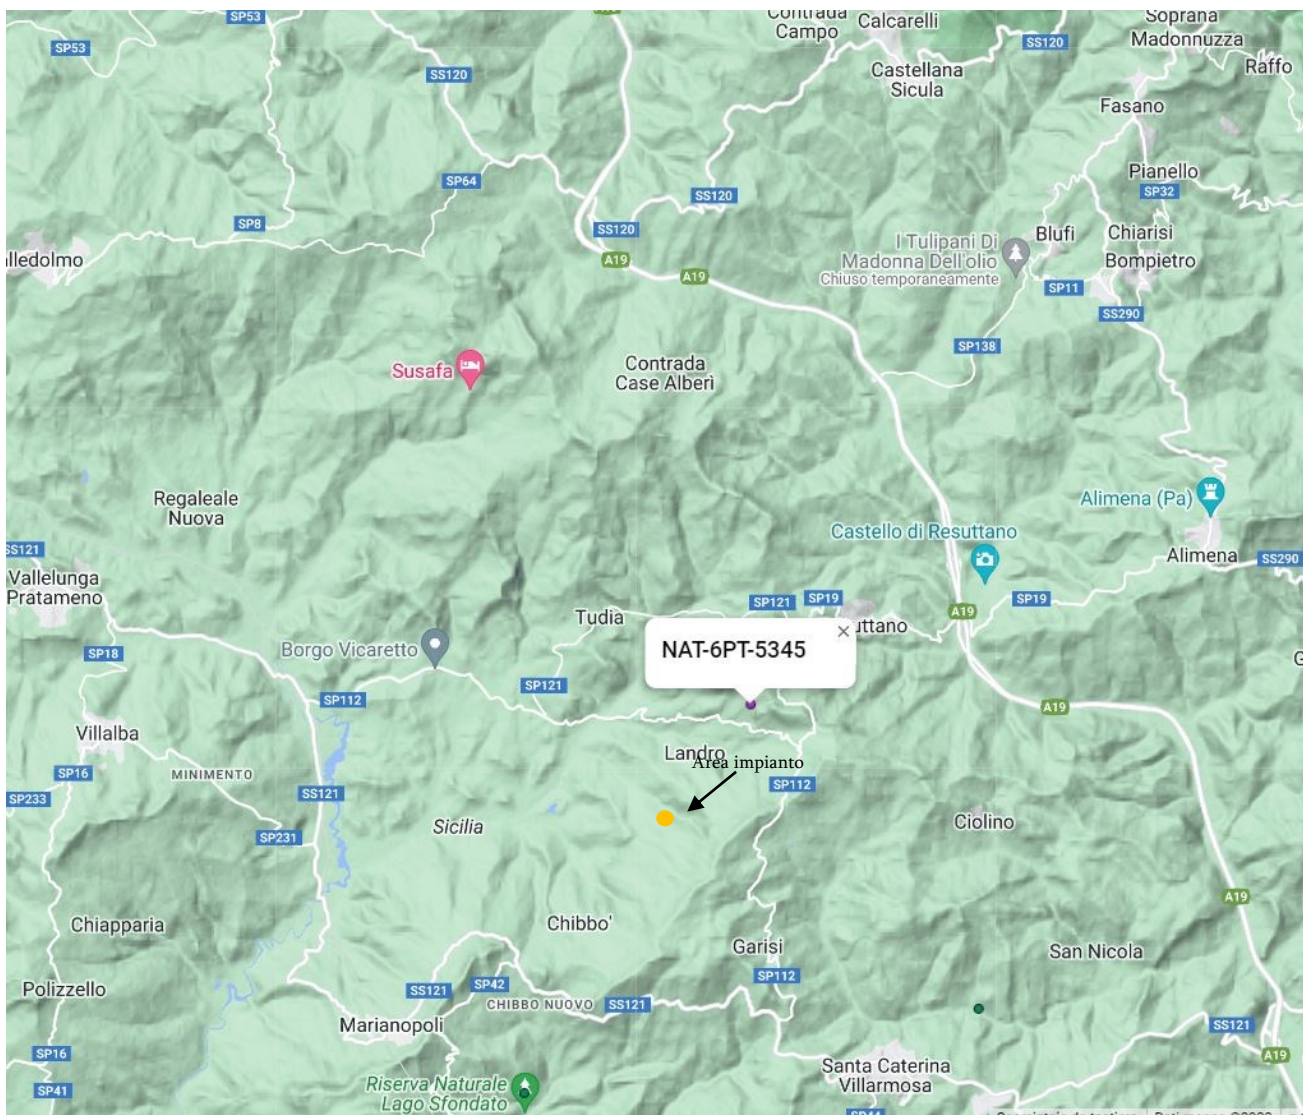 SP53
SP53
Contrada
Campo
Calcarelli
Soprana
Madonnuzza
SS120
SS120
Raffo
Castellana
Sicula
Fasano
SP64
Pianello
SP32
SS120
SP8
SS120
A19
A19
I Tulipani Di
Madonna Dell'olio
Chiuso temporaneamente
Blufi
Chiarisi
Bompietro
lledolmo
SP11
SS290
SP138
Susafa
Contrada
Case Alberì
Regaleale
Nuova
Alimena (Pa)
Castello di Resuttano
SS121
Alimena
SS290
Vallelunga
Pratameno
SP121
SP19
SP19
A19
Tudia
uttano
NAT-6PT-5345
Borgo Vicaretto
SP18
SP121
SP112
A19
Villalba
Landro
Area impianto
SP16
MINIMENTO
SP112
SP233
SS121
Sicilia
Ciolino
SP231
A19
Chiapparia
Chibbo'
Garisi
San Nicola
Polizzello
SP112
SS121
SP42
CHIBBO NUOVO
SS121
Marianopoli
SS121
SP16
A19
SP41
Santa Caterina
Villarmosa
Riserva Naturale
Lago Sfondato